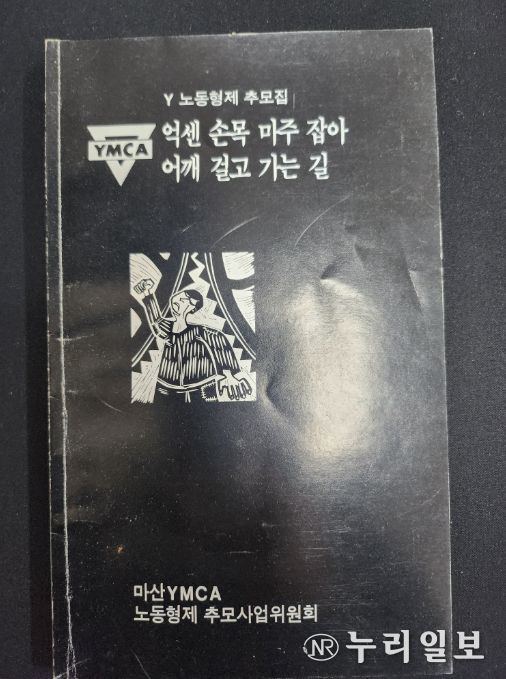 Y 노동형제 추모집
YMCA
억센 손목 마주 잡아
어깨 걸고 가는 길
마산YMCA
노동형제 추모사업위원회
NR 누리일보